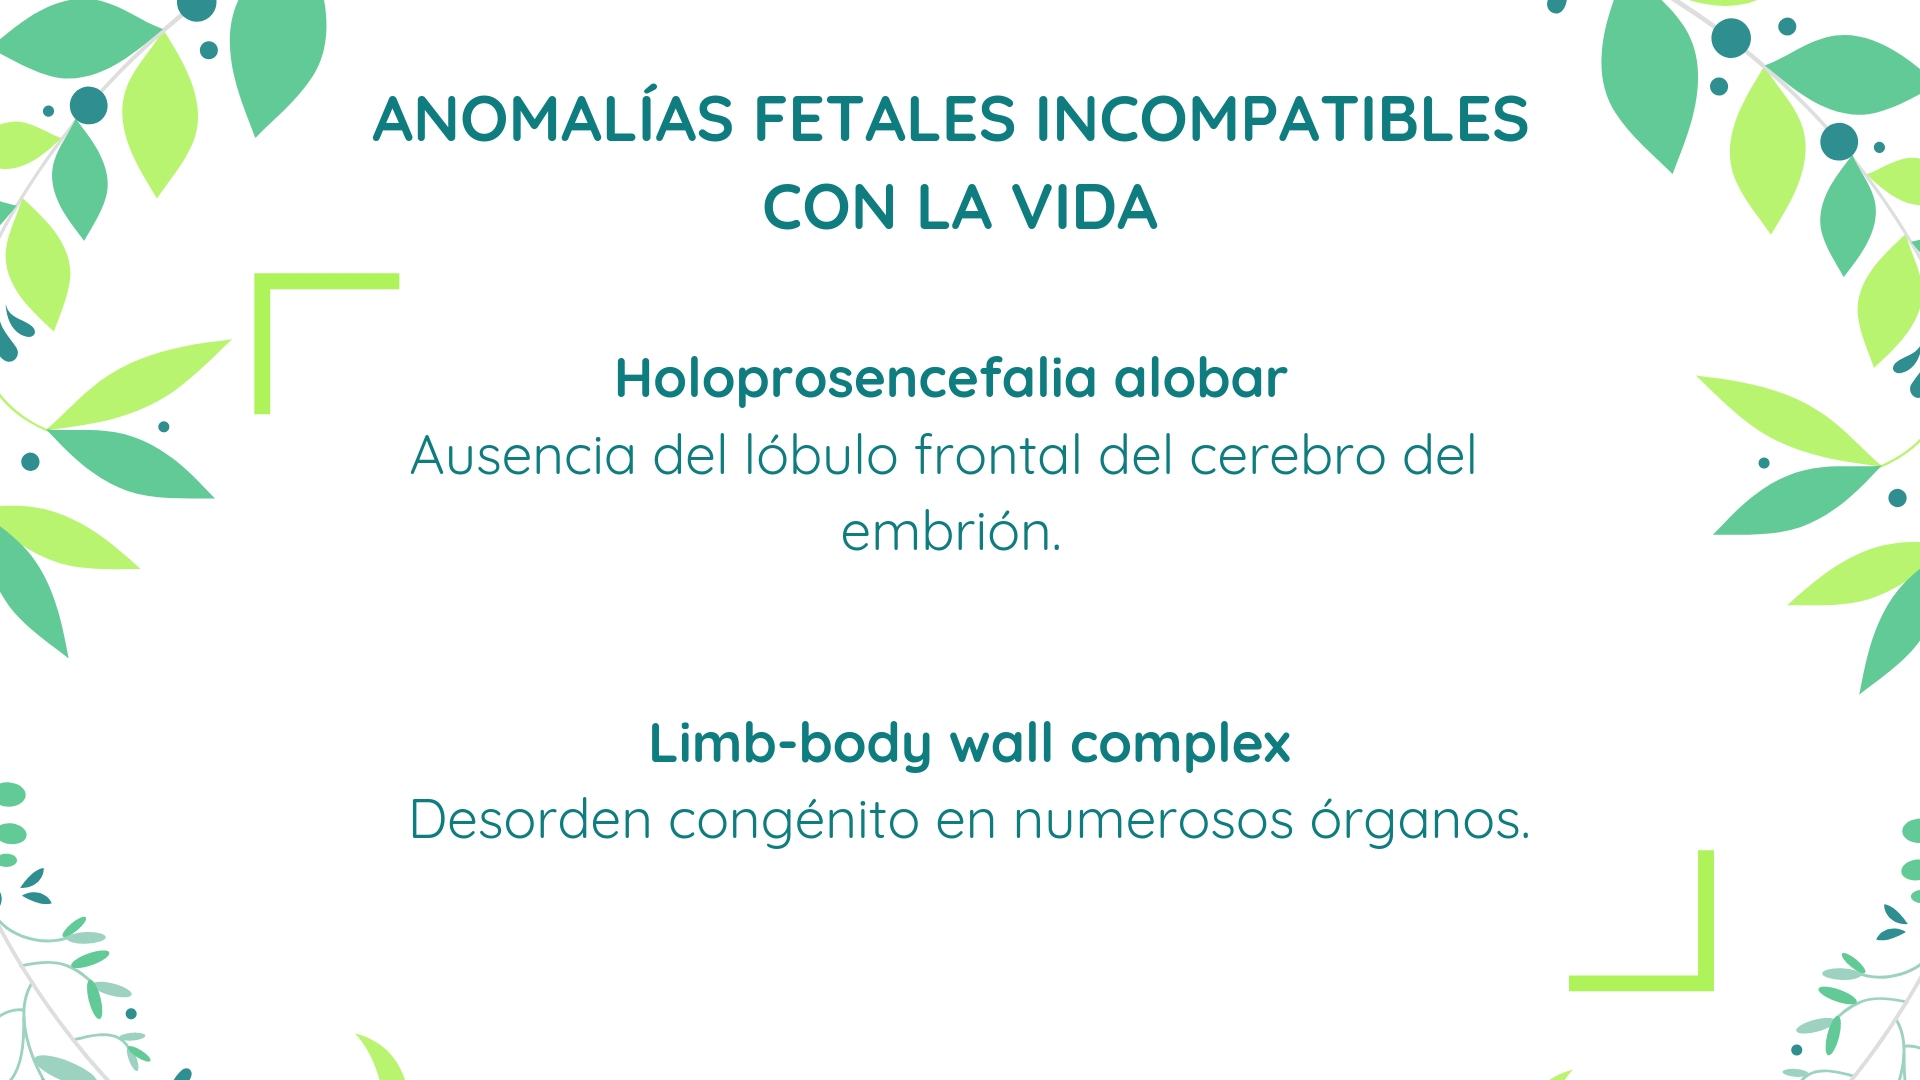 ANOMALÍAS FETALES INCOMPATIBLES
CON LA VIDA
Holoprosencefalia alobar
Ausencia del lóbulo frontal del cerebro del
embrión.
Limb-body wall complex
Desorden congénito en numerosos órganos.